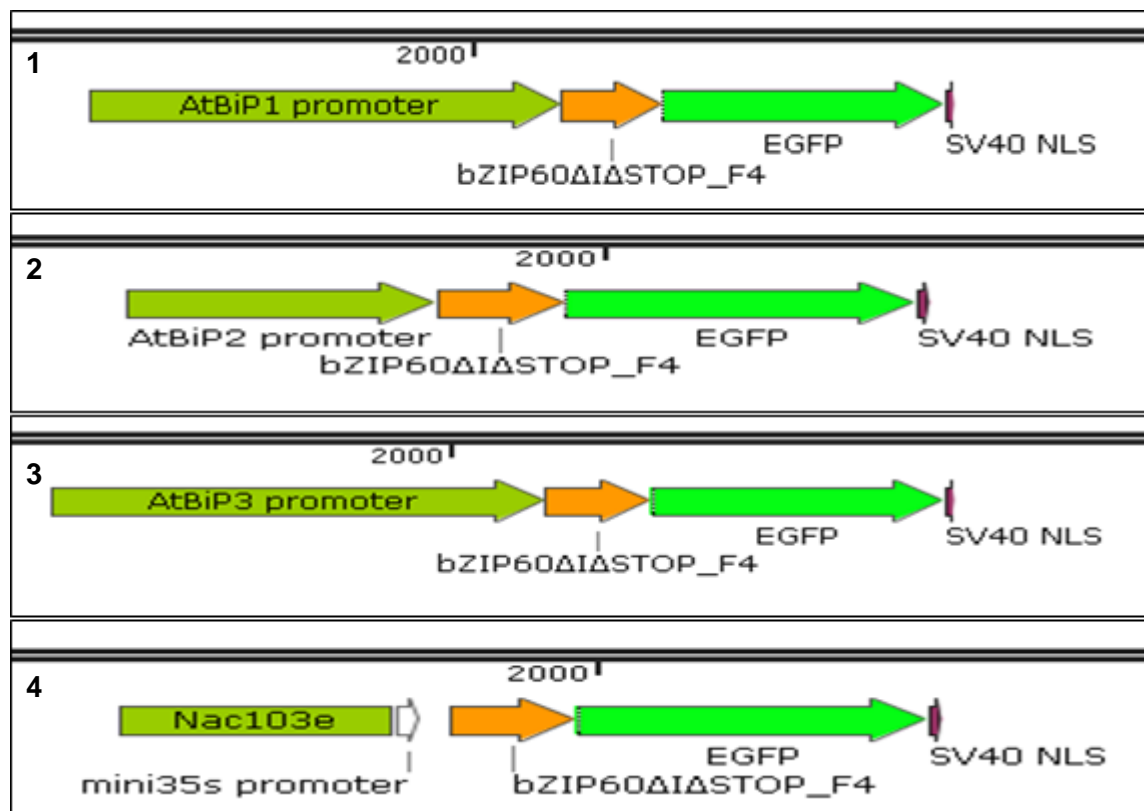 1
2000
AtBiP1 promoter
EGFP
SV40 NLS
bZIP60ΔIΔSTOP_F4
2
2000
AtBiP2 promoter
EGFP
SV40 NLS
bZIP60ΔIΔSTOP_F4
3
2000
AtBiP3 promoter
EGFP
SV40 NLS
bZIP60ΔIΔSTOP_F4
4
2000
Nac103e
EGFP
SV40 NLS
mini35s promoter
bZIP60ΔIΔSTOP_F4